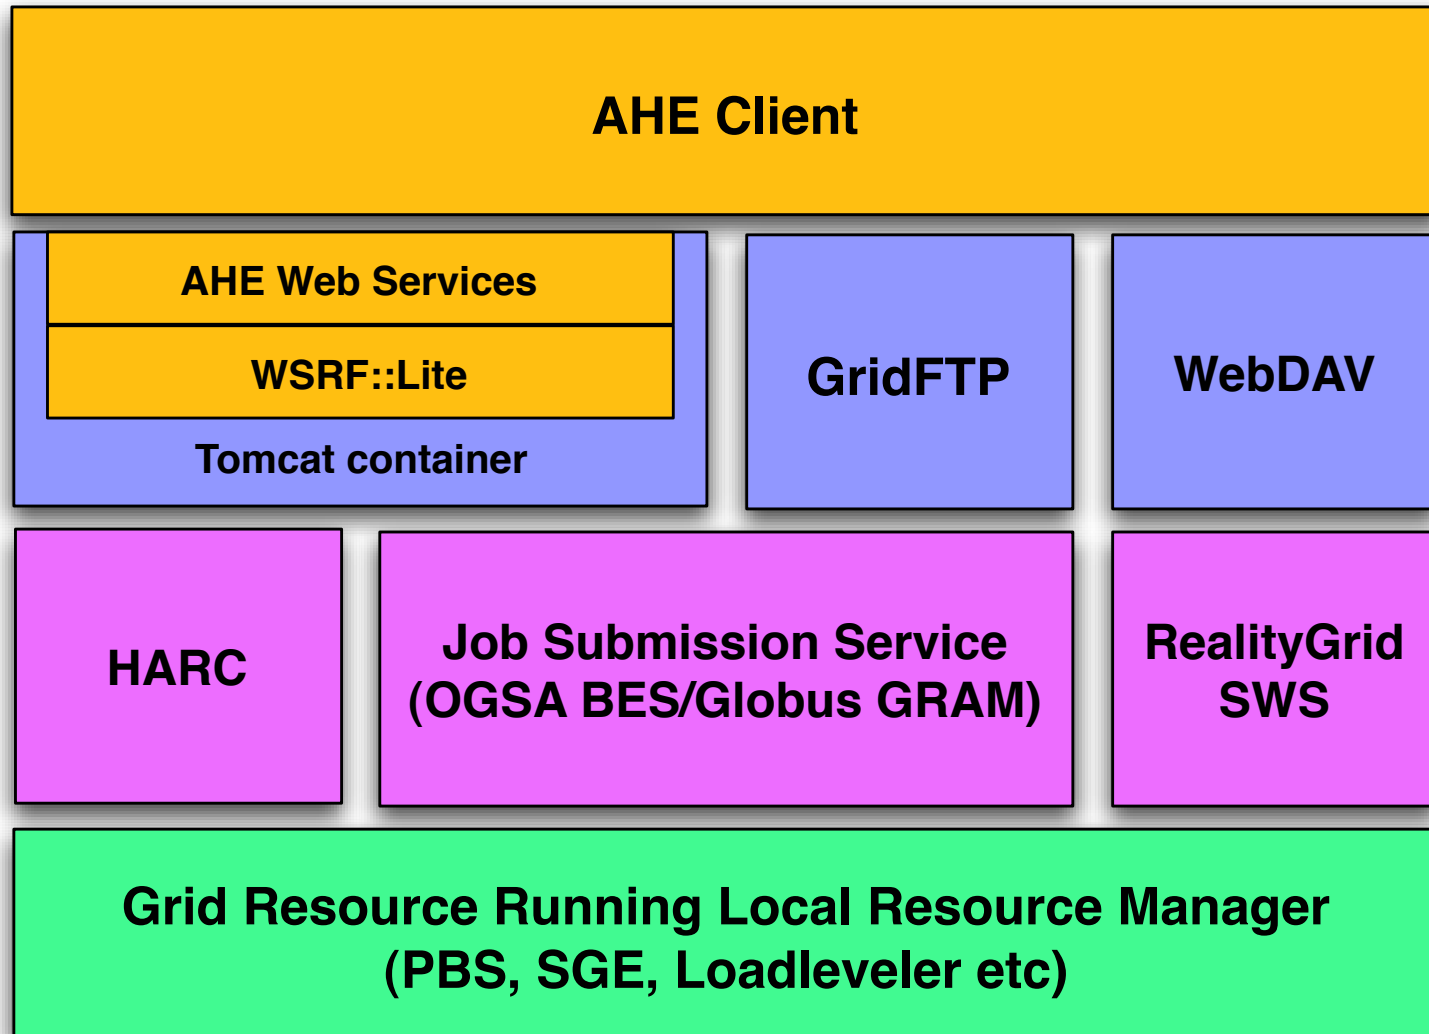 AHE Client
AHE Web Services
WSRF::Lite
Tomcat container
GridFTP
WebDAV
HARC
Job Submission Service
(OGSA BES/Globus GRAM)
RealityGrid
SWS
Grid Resource Running Local Resource Manager
(PBS, SGE, Loadleveler etc)